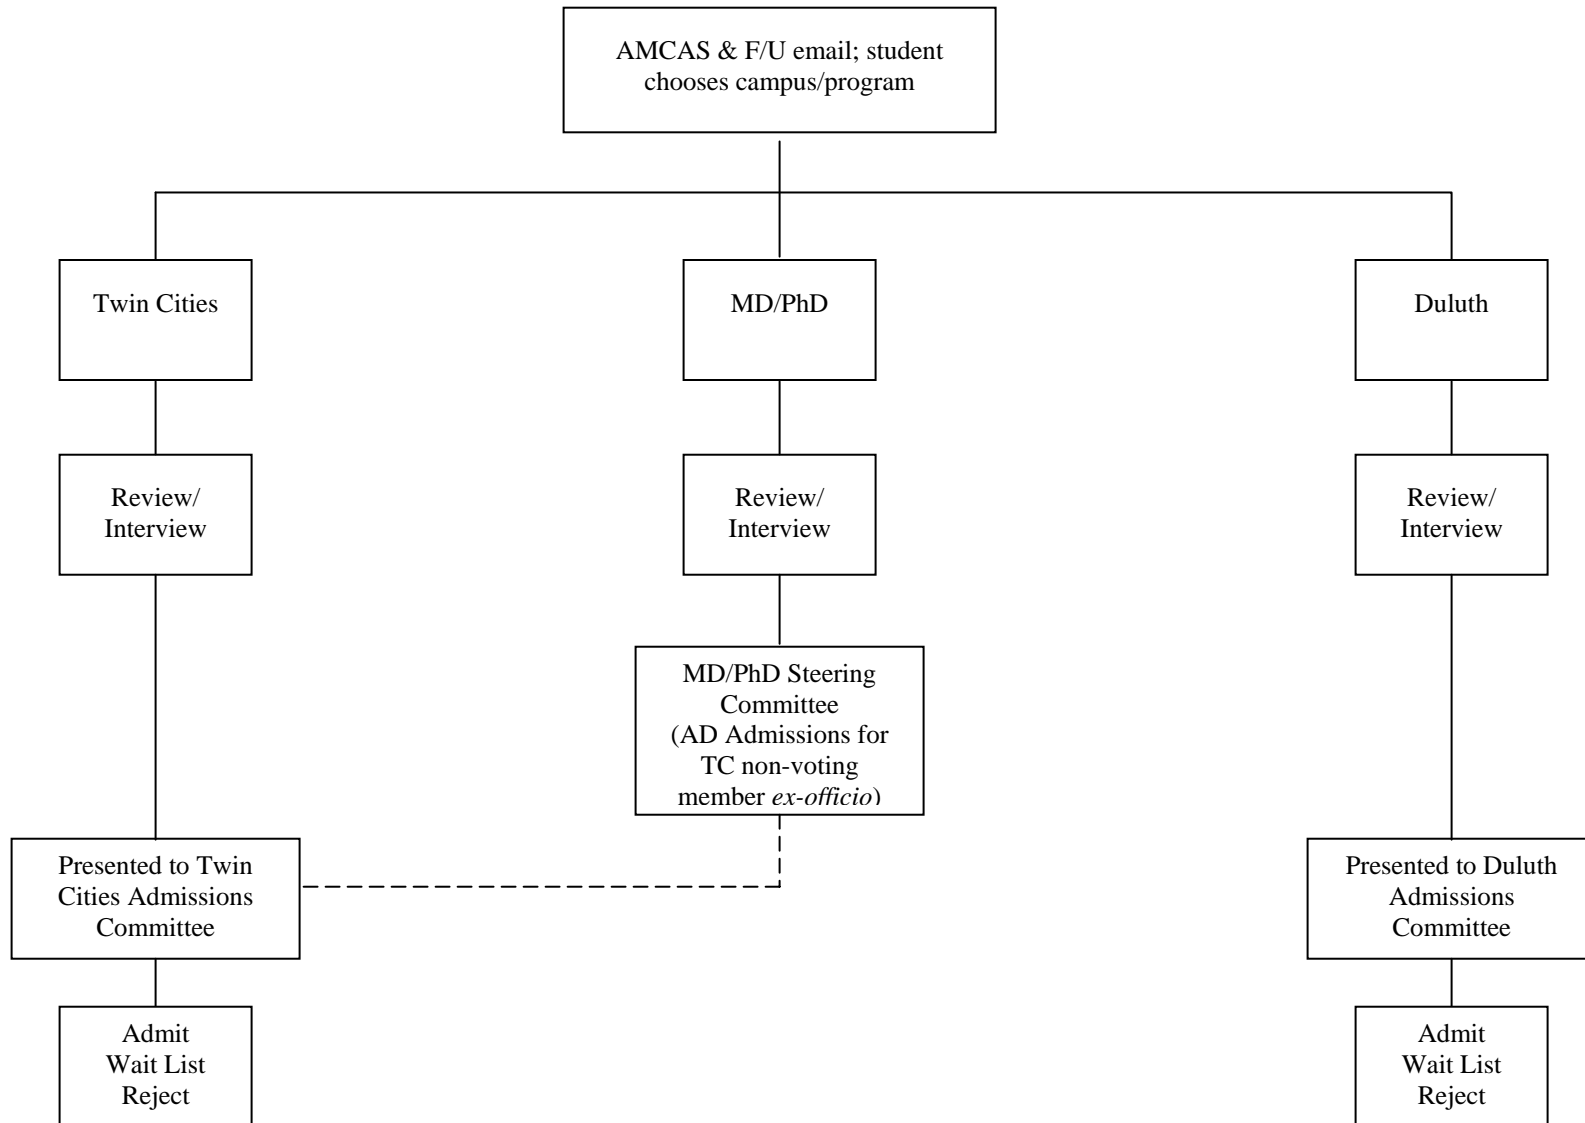 AMCAS & F/U email; student
chooses campus/program
Twin Cities
MD/PhD
Duluth
Review/
Interview
Review/
Interview
Review/
Interview
MD/PhD Steering
Committee
(AD Admissions for
TC non-voting
member ex-officio)
Presented to Twin
Cities Admissions
Committee
Presented to Duluth
Admissions
Committee
Admit
Wait List
Reject
Admit
Wait List
Reject